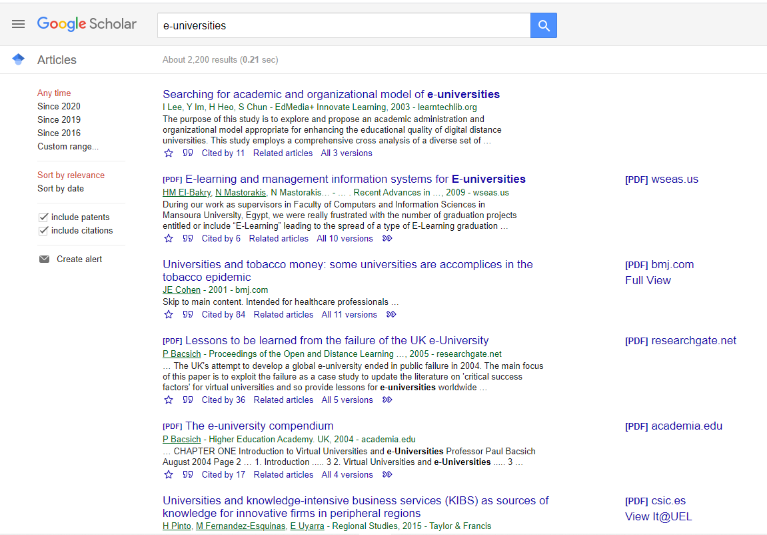 Google Scholar
e-universities
Articles
About 2,200 results (0.21 sec)
Any time
Since 2020
Since 2019
Since 2016
Custom range...
Sort by relevance
Sort by date
include patents
include citations
Create alert
Searching for academic and organizational model of e-universities
I Lee, Y Im, H Heo, S Chun - EdMedia+ Innovate Learning, 2003 - learntechlib.org
The purpose of this study is to explore and propose an academic administration and
organizational model appropriate for enhancing the educational quality of digital distance
universities. This study employs a comprehensive cross analysis of a diverse set of ...
Cited by 11 Related articles All 3 versions
[PDF] E-learning and management information systems for E-universities
HM El-Bakry, N Mastorakis, N Mastorakis... - ... . Recent Advances in ..., 2009 - wseas.us
During our work as supervisors in Faculty of Computers and Information Sciences in
Mansoura University, Egypt, we were really frustrated with the number of graduation projects
entitled or include "E-Learning" leading to the spread of a type of E-Learning graduation ...
Cited by 6 Related articles All 10 versions
[PDF] wseas.us
Universities and tobacco money: some universities are accomplices in the
tobacco epidemic
JE Cohen - 2001 - bmj.com
Skip to main content. Intended for healthcare professionals ...
Cited by 84 Related articles All 11 versions
[PDF] bmj.com
Full View
[PDF] Lessons to be learned from the failure of the UK e-University
P Bacsich - Proceedings of the Open and Distance Learning ..., 2005 - researchgate.net
... The UK's attempt to develop a global e-university ended in public failure in 2004. The main focus
of this paper is to exploit the failure as a case study to update the literature on 'critical success
factors' for virtual universities and so provide lessons for e-universities worldwide ...
Cited by 36 Related articles All 5 versions
[PDF] researchgate.net
[PDF] The e-university compendium
P Bacsich - Higher Education Academy. UK, 2004 - academia.edu
... CHAPTER ONE Introduction to Virtual Universities and e-Universities Professor Paul Bacsich
August 2004 Page 2 ... 1. Introduction ..... 3 2. Virtual Universities and e-Universities ..... 3 ...
Cited by 17 Related articles All 4 versions
[PDF] academia.edu
Universities and knowledge-intensive business services (KIBS) as sources of
knowledge for innovative firms in peripheral regions
H Pinto, M Fernandez-Esquinas, E Uyarra - Regional Studies, 2015 - Taylor & Francis
[PDF] csic.es
View It@UEL